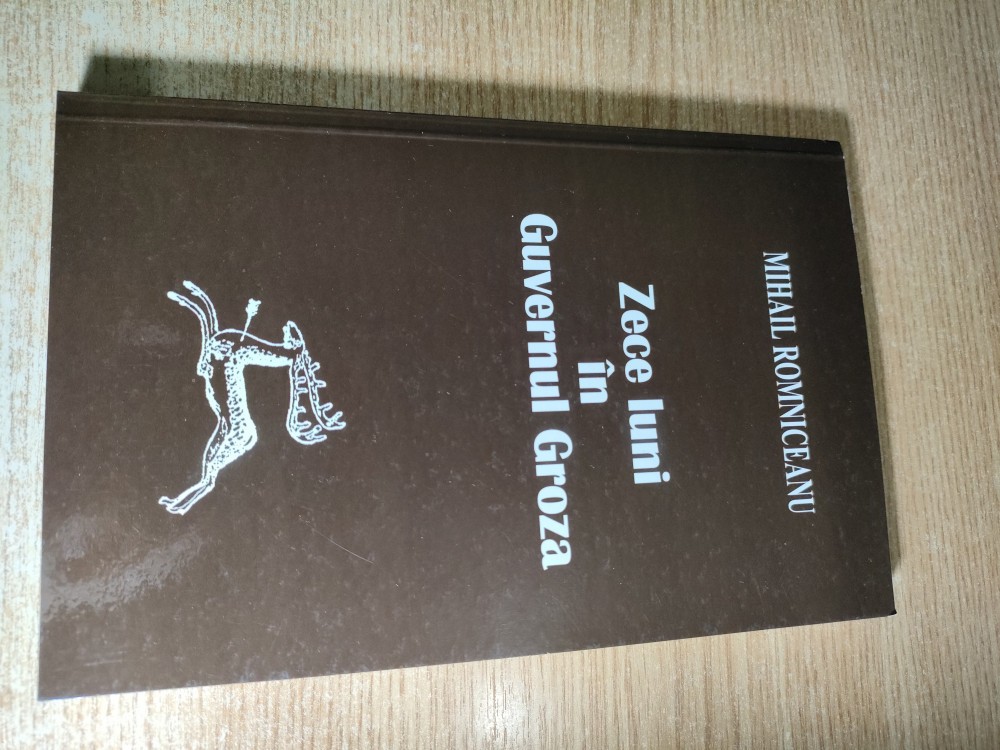 MIHAIL ROMNICEANU
Zece luni
în
Guvernul Groza